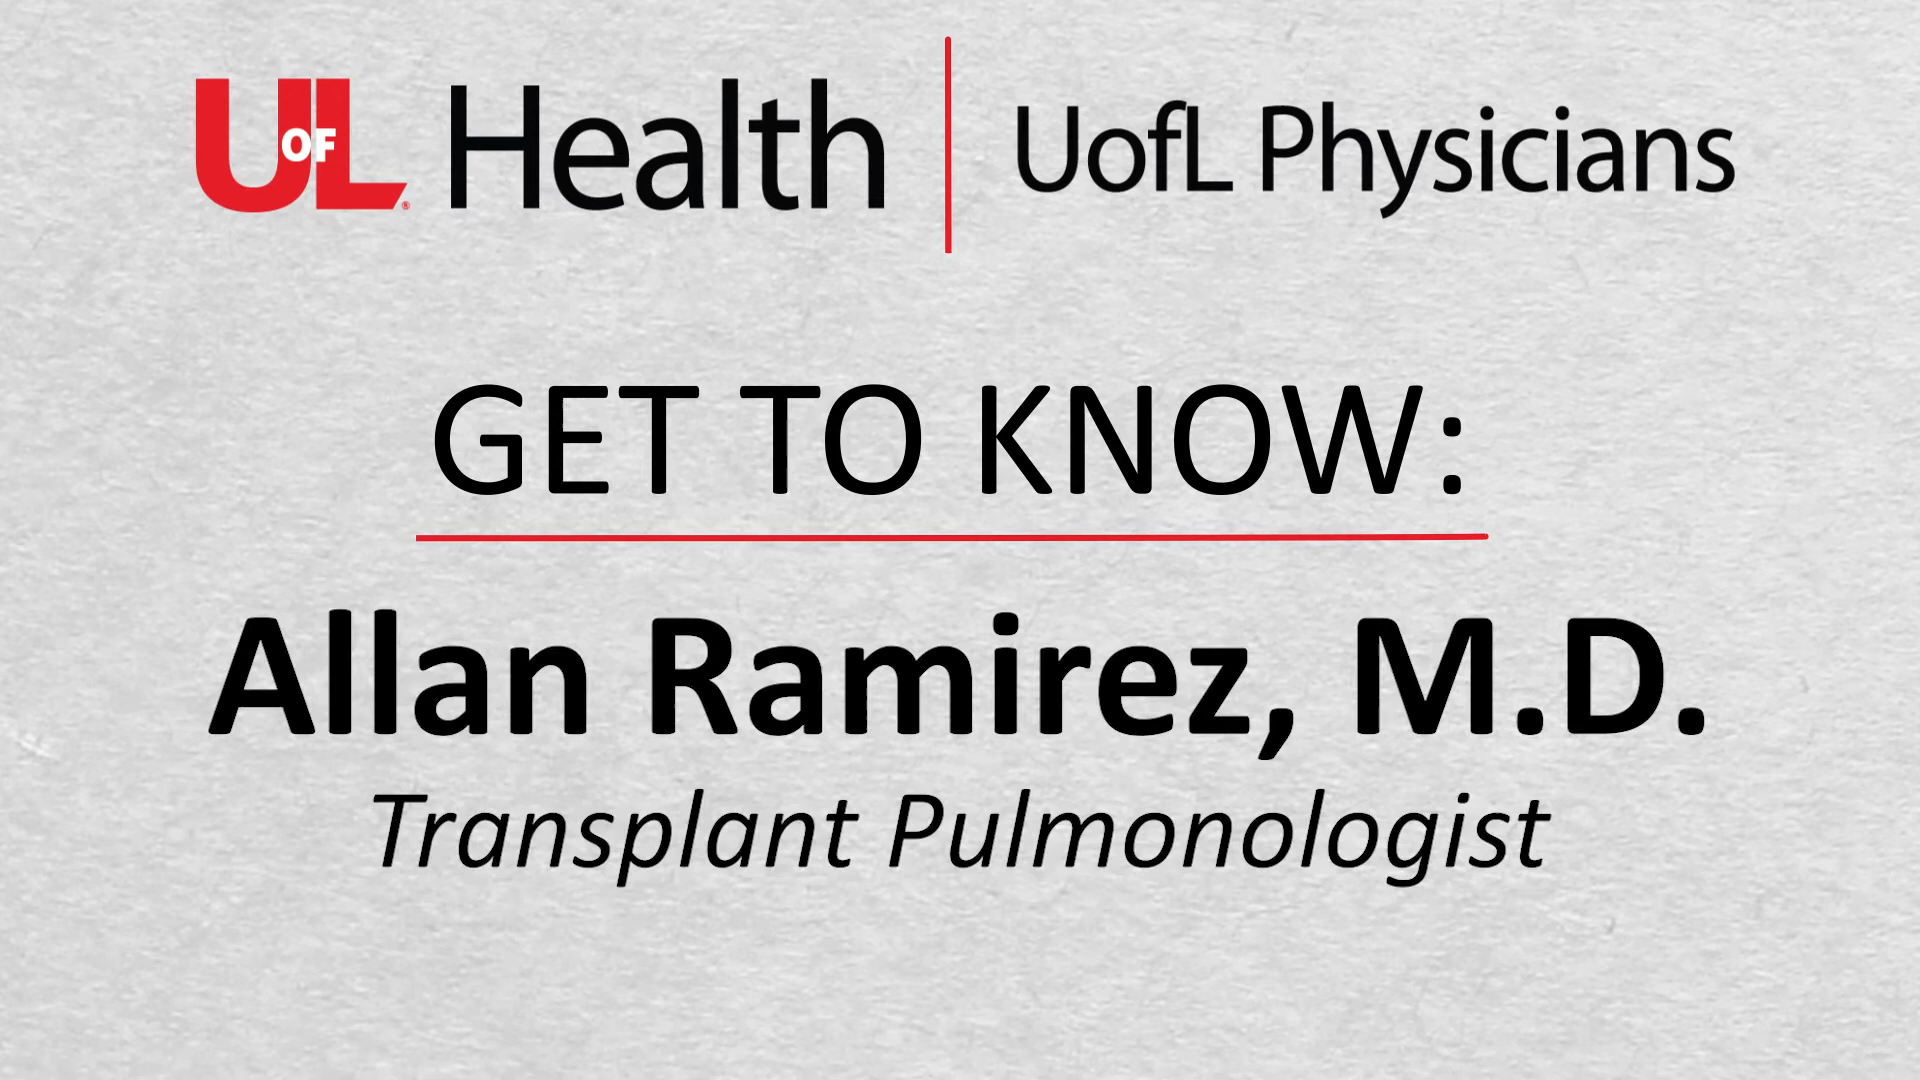 UOFL Health | UofL Physicians
GET TO KNOW:
Allan Ramirez, M.D.
Transplant Pulmonologist